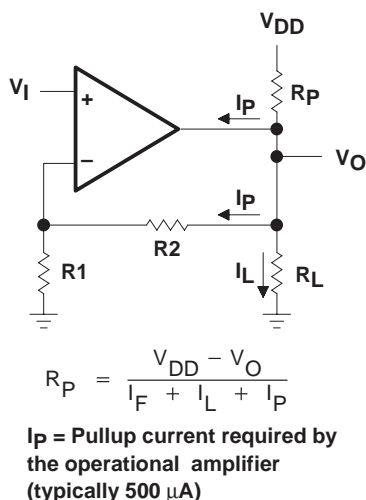 VDD
VI
+
IP
RP
−
VO
IP
R2
R1
IL
RL
RP = VDD − VO / IF + IL + IP
IP = Pullup current required by
the operational amplifier
(typically 500 μA)